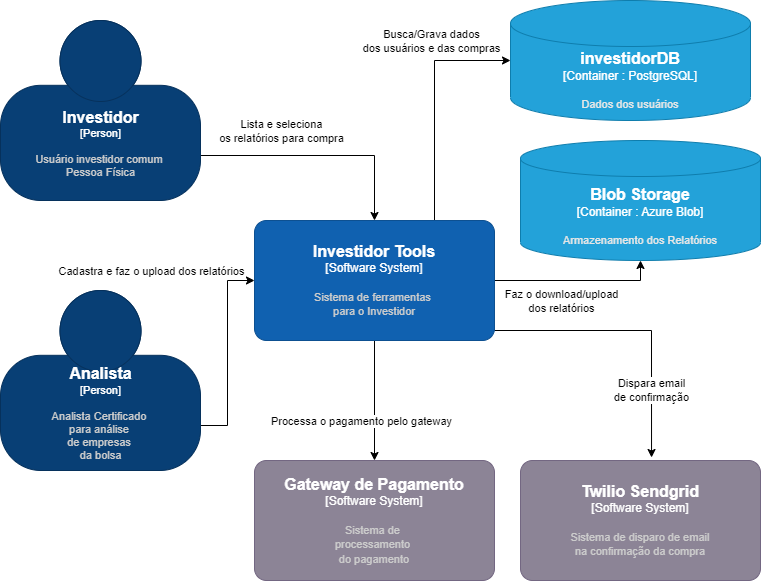 Busca/Grava dados
dos usuários e das compras
investidorDB
[Container : PostgreSQL]
Dados dos usuários
Investidor
[Person]
Usuário investidor comum
Pessoa Física
Lista e seleciona
os relatórios para compra
Blob Storage
[Container : Azure Blob]
Armazenamento dos Relatórios
Investidor Tools
[Software System]
Sistema de ferramentas
para o Investidor
Cadastra e faz o upload dos relatórios
Faz o download/upload
dos relatórios
Analista
[Person]
Analista Certificado
para análise
de empresas
da bolsa
Dispara email
de confirmação
Processa o pagamento pelo gateway
Gateway de Pagamento
[Software System]
Sistema de
processamento
do pagamento
Twilio Sendgrid
[Software System]
Sistema de disparo de email
na confirmação da compra